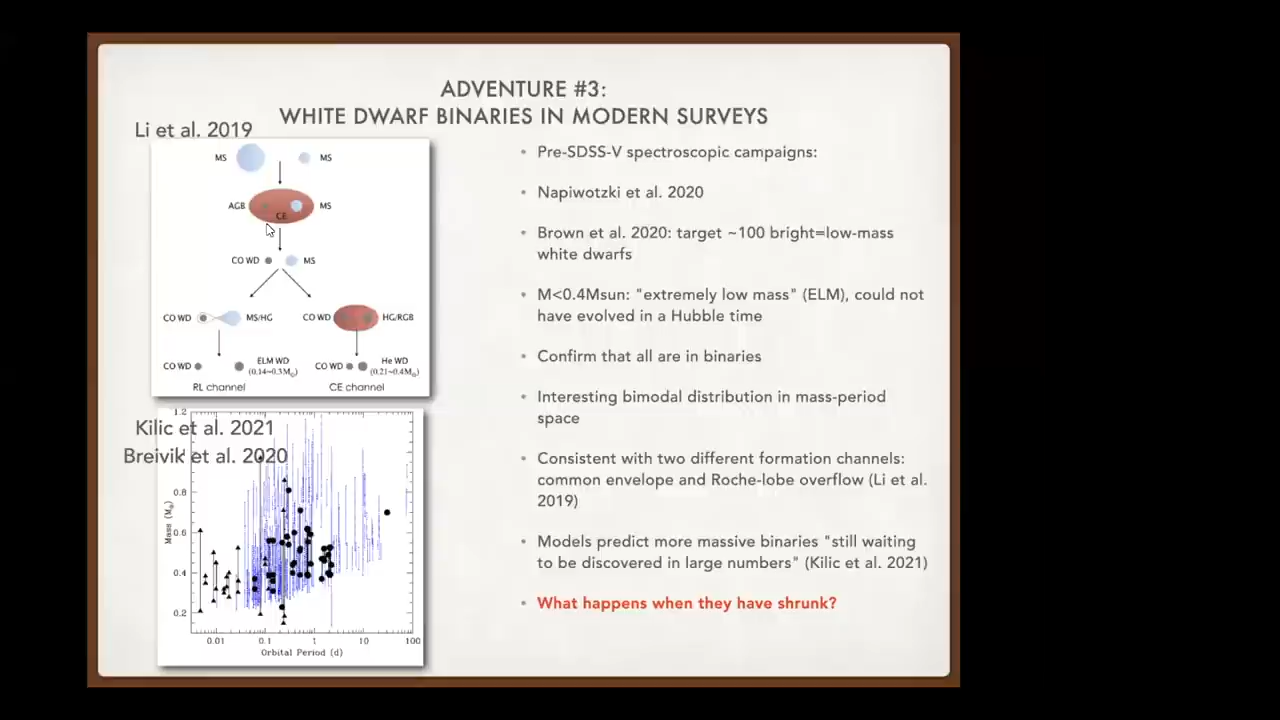 ADVENTURE #3:
WHITE DWARF BINARIES IN MODERN SURVEYS
Li et al. 2019
MS MS
AGB CE MS
CO WD MS
CO WD MS/HG CO WD HG/RGB
CO WD ELM WD (0.14~0.3M☉) CO WD He WD (0.21~0.4M☉)
RL channel CE channel
Kilic et al. 2021
Breivik et al. 2020
1.2
0.8
0.6
0.4
0.2
Mass (M☉)
0.01 0.1 1 10 100
Orbital Period (d)
• Pre-SDSS-V spectroscopic campaigns:
• Napiwotzki et al. 2020
• Brown et al. 2020: target ~100 bright=low-mass
white dwarfs
• M<0.4Msun: "extremely low mass" (ELM), could not
have evolved in a Hubble time
• Confirm that all are in binaries
• Interesting bimodal distribution in mass-period
space
• Consistent with two different formation channels:
common envelope and Roche-lobe overflow (Li et al.
2019)
• Models predict more massive binaries "still waiting
to be discovered in large numbers" (Kilic et al. 2021)
• What happens when they have shrunk?